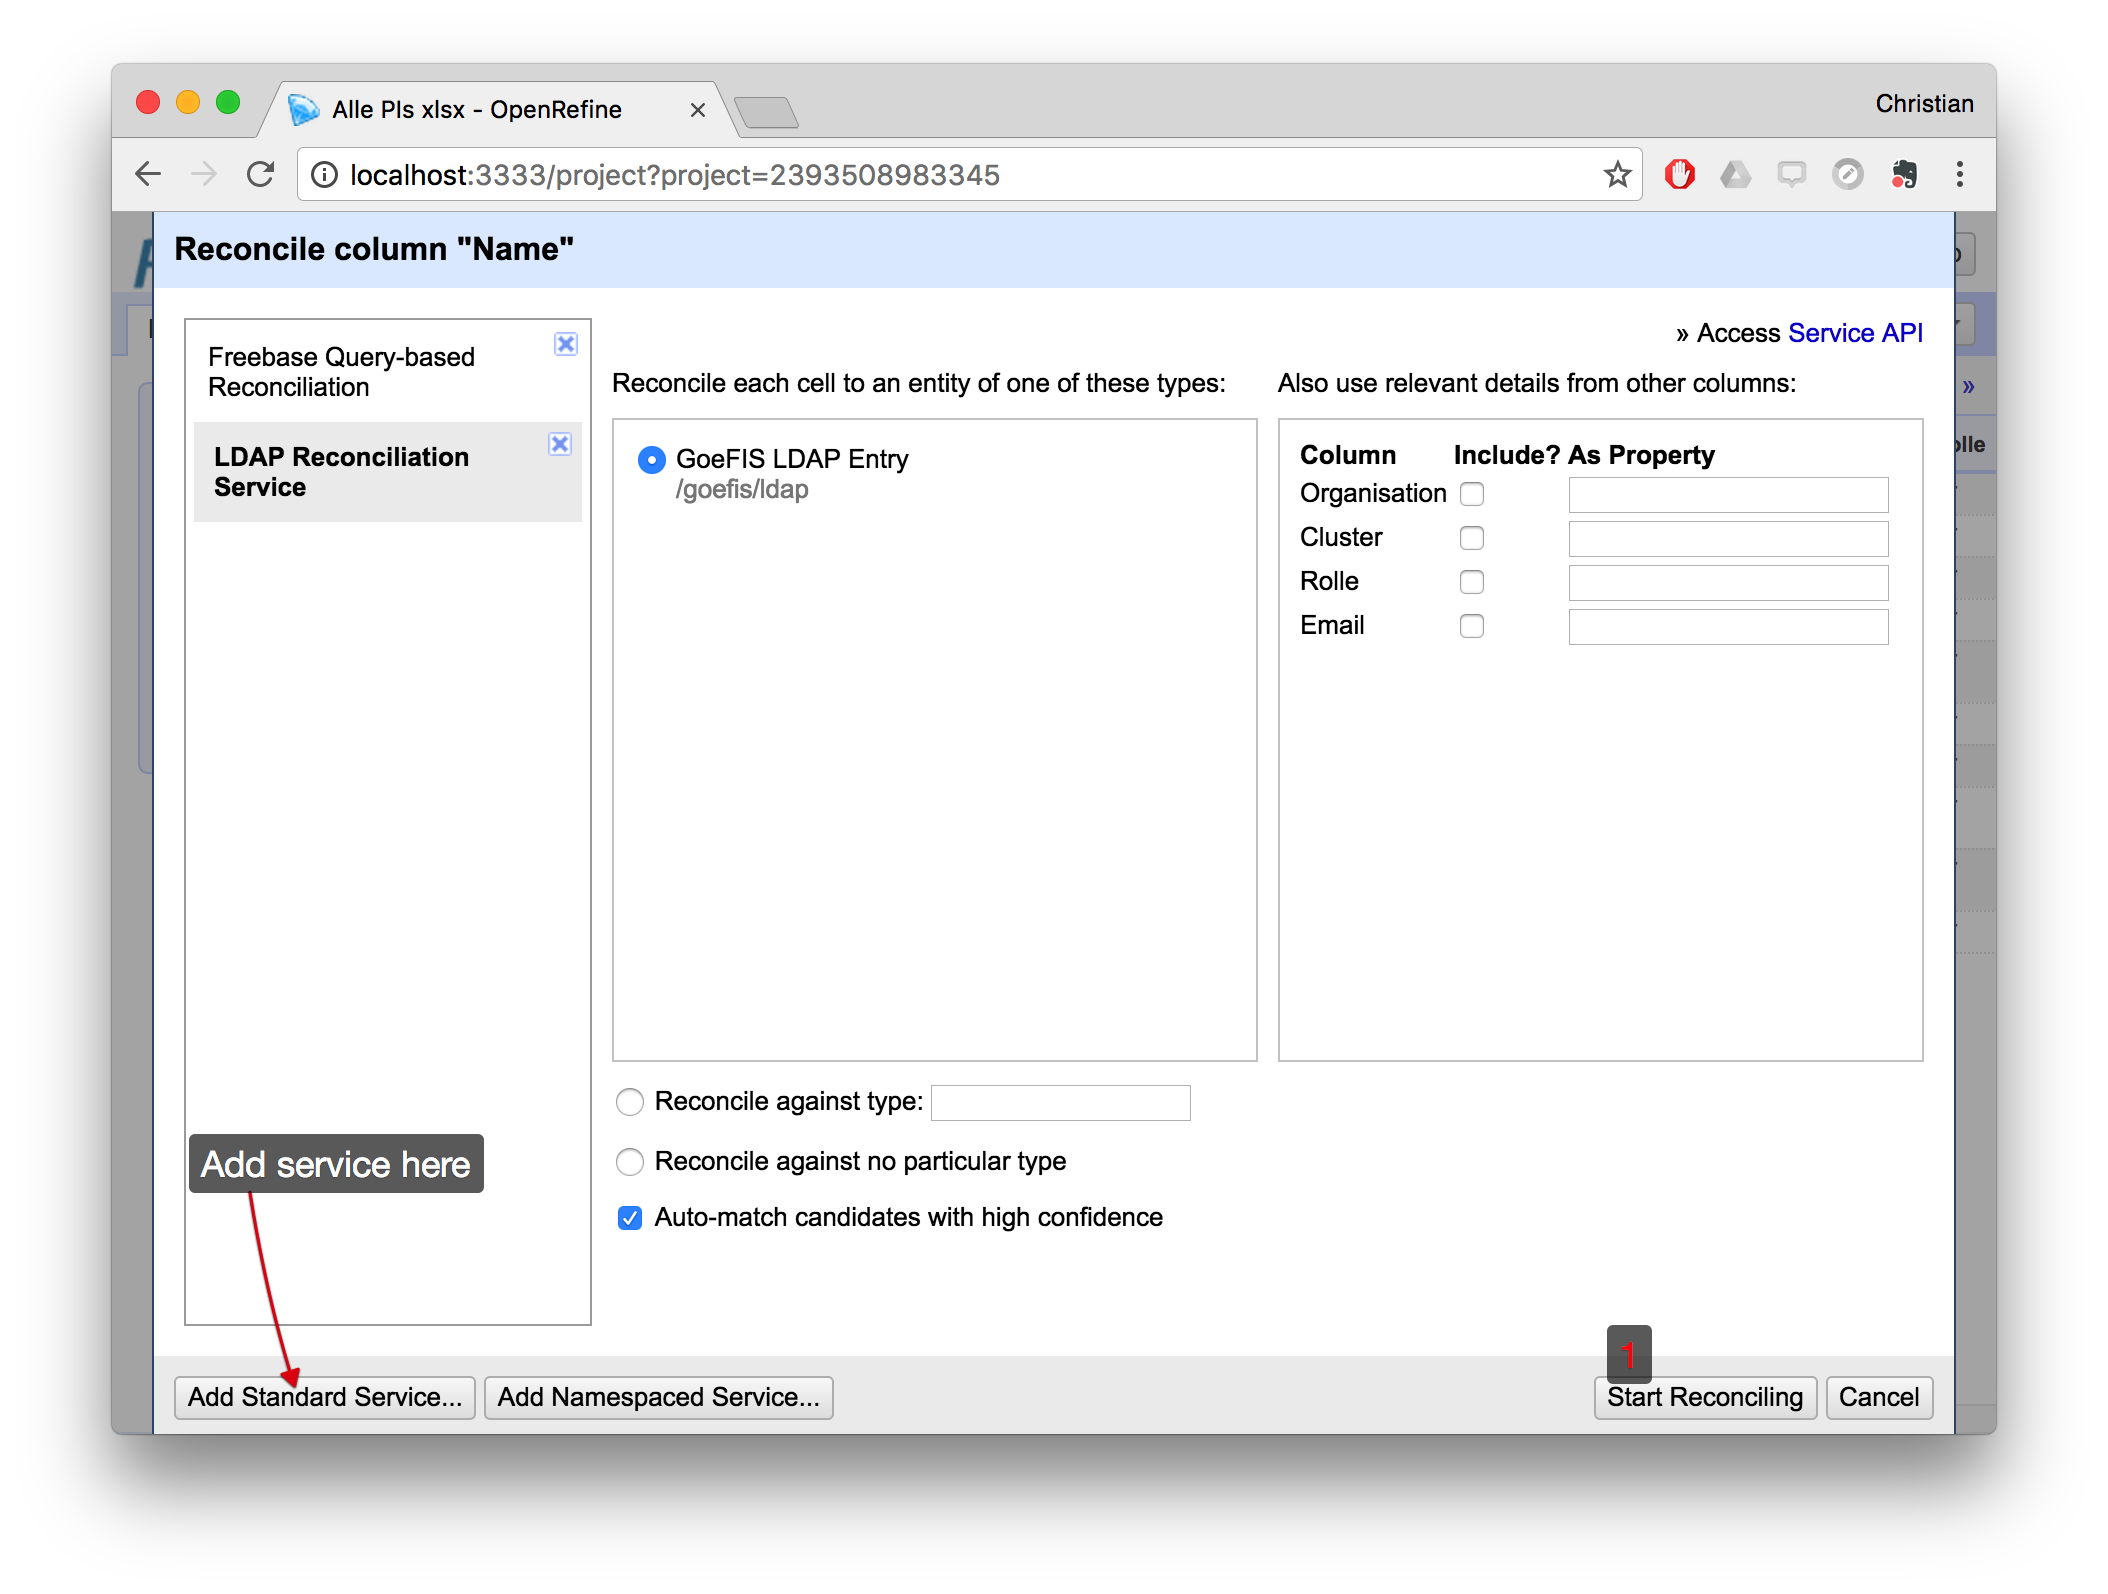 Alle PIs xlsx - OpenRefine
Christian
localhost:3333/project?project=2393508983345
Reconcile column "Name"
» Access Service API
Freebase Query-based
Reconciliation
LDAP Reconciliation
Service
Reconcile each cell to an entity of one of these types:
GoeFIS LDAP Entry
/goefis/ldap
Also use relevant details from other columns:
Column Include? As Property
Organisation
Cluster
Rolle
Email
»
Reconcile against type:
Reconcile against no particular type
Auto-match candidates with high confidence
Add service here
1
Add Standard Service...
Add Namespaced Service...
Start Reconciling
Cancel